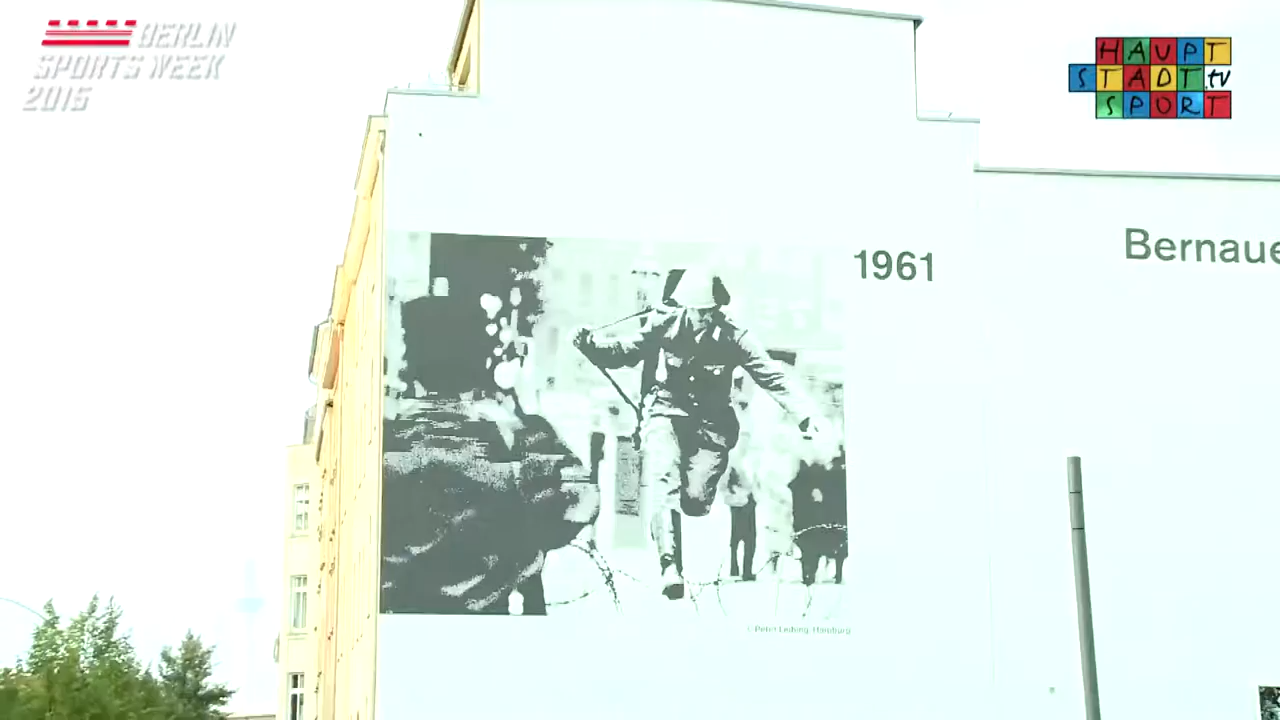 BERLIN
SPORTS WEEK
2015
HAUPT
STADT.tv
SPORT
1961
Bernaue
© Peter Leibing, Hamburg